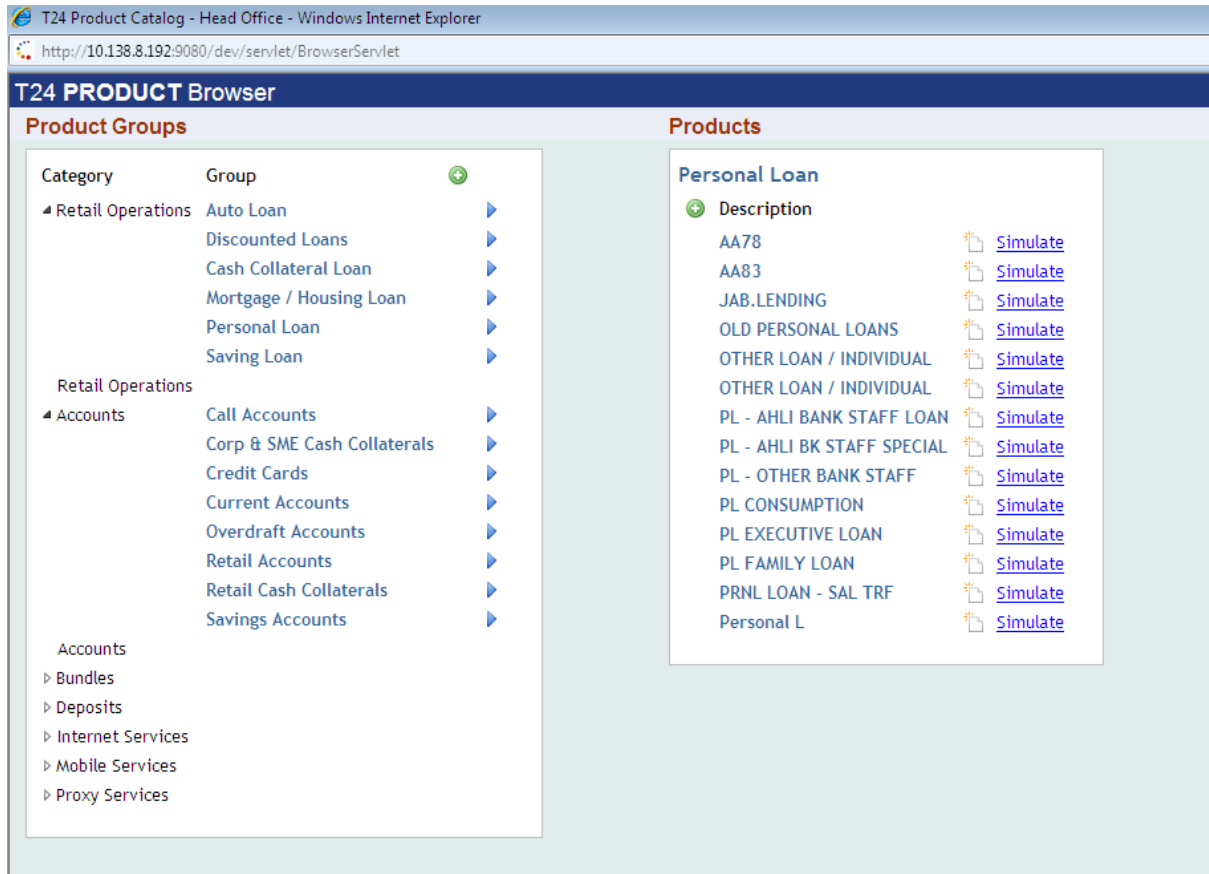 T24 Product Catalog - Head Office - Windows Internet Explorer
http://10.138.8.192:9080/dev/servlet/BrowserServlet
T24 PRODUCT Browser
Product Groups
Category Group
Retail Operations Auto Loan
Discounted Loans
Cash Collateral Loan
Mortgage / Housing Loan
Personal Loan
Saving Loan
Retail Operations
Accounts Call Accounts
Corp & SME Cash Collaterals
Credit Cards
Current Accounts
Overdraft Accounts
Retail Accounts
Retail Cash Collaterals
Savings Accounts
Accounts
Bundles
Deposits
Internet Services
Mobile Services
Proxy Services
Products
Personal Loan
Description
AA78 Simulate
AA83 Simulate
JAB.LENDING Simulate
OLD PERSONAL LOANS Simulate
OTHER LOAN / INDIVIDUAL Simulate
OTHER LOAN / INDIVIDUAL Simulate
PL - AHLI BANK STAFF LOAN Simulate
PL - AHLI BK STAFF SPECIAL Simulate
PL - OTHER BANK STAFF Simulate
PL CONSUMPTION Simulate
PL EXECUTIVE LOAN Simulate
PL FAMILY LOAN Simulate
PRNL LOAN - SAL TRF Simulate
Personal L Simulate